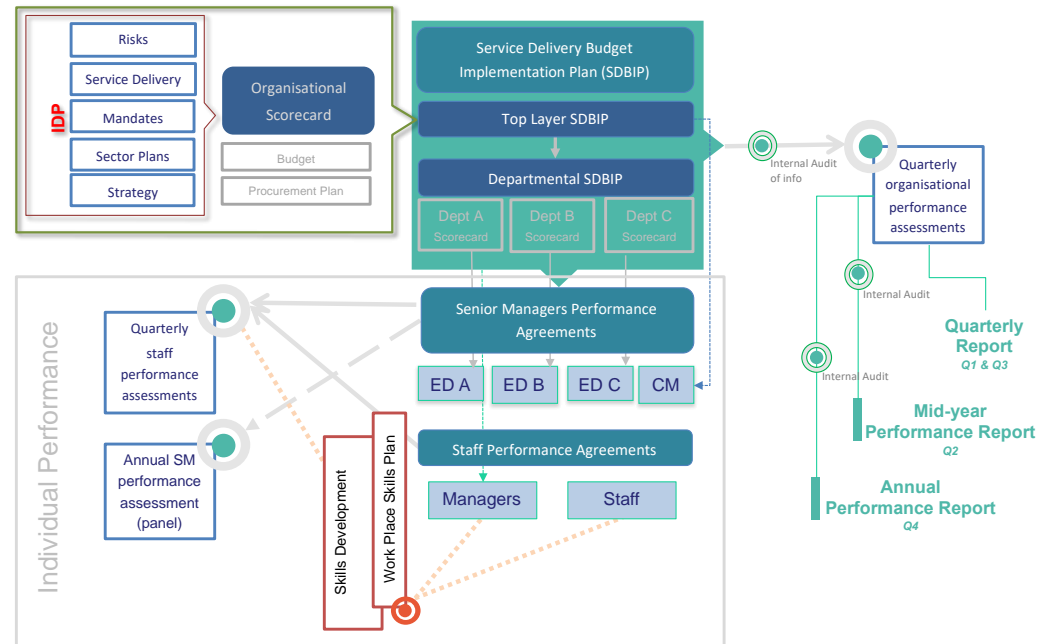 IDP
Risks
Service Delivery
Mandates
Sector Plans
Strategy
Organisational
Scorecard
Budget
Procurement Plan
Service Delivery Budget
Implementation Plan (SDBIP)
Top Layer SDBIP
Departmental SDBIP
Dept A
Scorecard
Dept B
Scorecard
Dept C
Scorecard
Internal Audit
of info
Quarterly
organisational
performance
assessments
Internal Audit
Internal Audit
Quarterly
Report
Q1 & Q3
Mid-year
Performance Report
Q2
Annual
Performance Report
Q4
Individual Performance
Quarterly
staff
performance
assessments
Annual SM
performance
assessment
(panel)
Senior Managers Performance
Agreements
ED A
ED B
ED C
CM
Staff Performance Agreements
Managers
Staff
Skills Development
Work Place Skills Plan